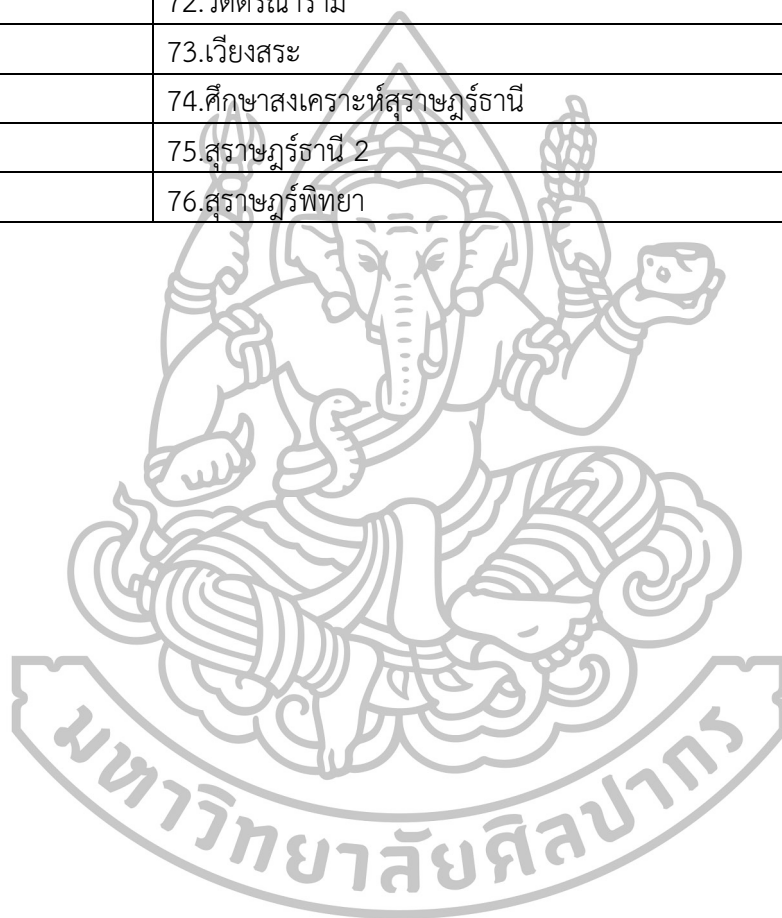 73.เวียงสระ
74.ศึกษาสงเคราะห์สุราษฎร์ธานี
75.สุราษฎร์ธานี 2
76.สุราษฎร์พิทยา
มหาวิทยาลัยศิลปากร